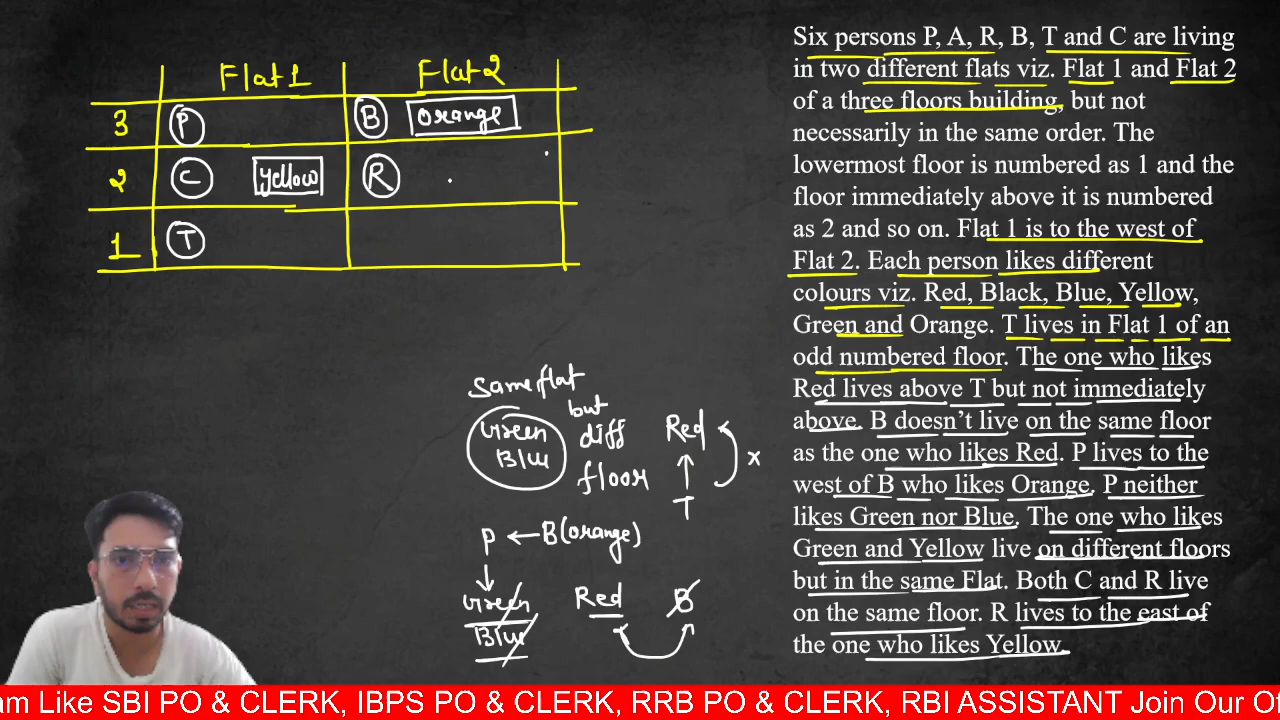 Flat 1 Flat 2
3 P B Orange
2 C Yellow R
1 T
Same flat
but
Green diff Red
Blue floor x
T
P ← B(orange)
↓
Green Red B
Blue
Six persons P, A, R, B, T and C are living
in two different flats viz. Flat 1 and Flat 2
of a three floors building, but not
necessarily in the same order. The
lowermost floor is numbered as 1 and the
floor immediately above it is numbered
as 2 and so on. Flat 1 is to the west of
Flat 2. Each person likes different
colours viz. Red, Black, Blue, Yellow,
Green and Orange. T lives in Flat 1 of an
odd numbered floor. The one who likes
Red lives above T but not immediately
above. B doesn't live on the same floor
as the one who likes Red. P lives to the
west of B who likes Orange. P neither
likes Green nor Blue. The one who likes
Green and Yellow live on different floors
but in the same Flat. Both C and R live
on the same floor. R lives to the east of
the one who likes Yellow.
am Like SBI PO & CLERK, IBPS PO & CLERK, RRB PO & CLERK, RBI ASSISTANT Join Our Of